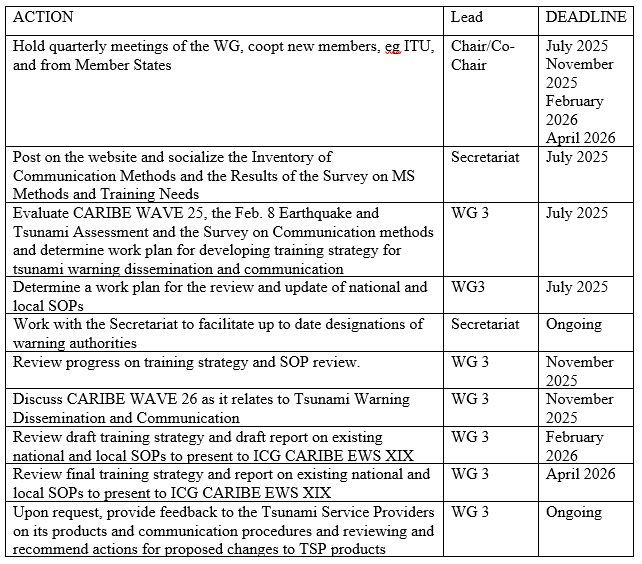 ACTION Lead DEADLINE
Hold quarterly meetings of the WG, coopt new members, eg ITU,
and from Member States
Chair/Co-
Chair
July 2025
November
2025
February
2026
April 2026
Post on the website and socialize the Inventory of
Communication Methods and the Results of the Survey on MS
Methods and Training Needs
Secretariat
July 2025
Evaluate CARIBE WAVE 25, the Feb. 8 Earthquake and
Tsunami Assessment and the Survey on Communication methods
and determine work plan for developing training strategy for
tsunami warning dissemination and communication
WG 3
July 2025
Determine a work plan for the review and update of national and
local SOPs
WG3
July 2025
Work with the Secretariat to facilitate up to date designations of
warning authorities
Secretariat
Ongoing
Review progress on training strategy and SOP review.
WG 3
November
2025
Discuss CARIBE WAVE 26 as it relates to Tsunami Warning
Dissemination and Communication
WG 3
November
2025
Review draft training strategy and draft report on existing
national and local SOPs to present to ICG CARIBE EWS XIX
WG 3
February
2026
Review final training strategy and report on existing national and
local SOPs to present to ICG CARIBE EWS XIX
WG 3
April 2026
Upon request, provide feedback to the Tsunami Service Providers
on its products and communication procedures and reviewing and
recommend actions for proposed changes to TSP products
WG 3
Ongoing